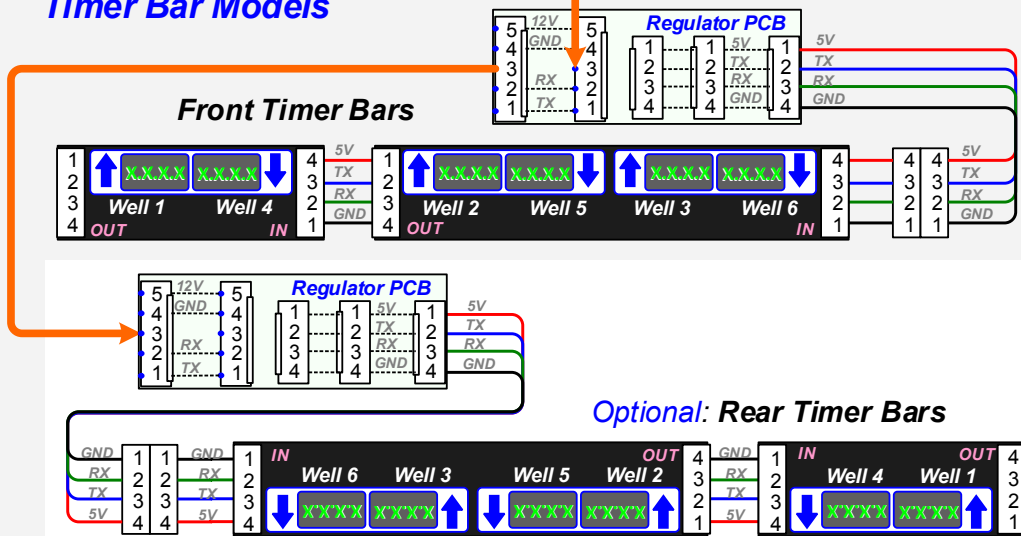 Timer Bar Models
Regulator PCB
5 12V 5
4 GND 4
3 3
2 RX 2
1 TX 1
1 1 5V 1 5V
2 2 TX 2 TX
3 3 RX 3 RX
4 4 GND 4 GND
Front Timer Bars
1 X.X.X.X X.X.X.X 4 5V 1 X.X.X.X X.X.X.X X.X.X.X X.X.X.X 4 4 4 5V
2 3 TX 2 3 3 3 TX
3 Well 1 Well 4 2 RX 3 Well 2 Well 5 Well 3 Well 6 2 2 2 RX
4 OUT IN 1 GND 4 OUT IN 1 1 1 GND
Regulator PCB
5 12V 5
4 GND 4
3 3
2 RX 2
1 TX 1
1 1 5V 1 5V
2 2 TX 2 TX
3 3 RX 3 RX
4 4 GND 4 GND
Optional: Rear Timer Bars
GND 1 1 GND 1 IN OUT 4 GND 1 IN OUT 4
RX 2 2 RX 2 Well 6 Well 3 Well 5 Well 2 3 RX 2 Well 4 Well 1 3
TX 3 3 TX 3 X.X.X.X X.X.X.X X.X.X.X X.X.X.X 2 TX 3 X.X.X.X X.X.X.X 2
5V 4 4 5V 4 1 5V 4 1